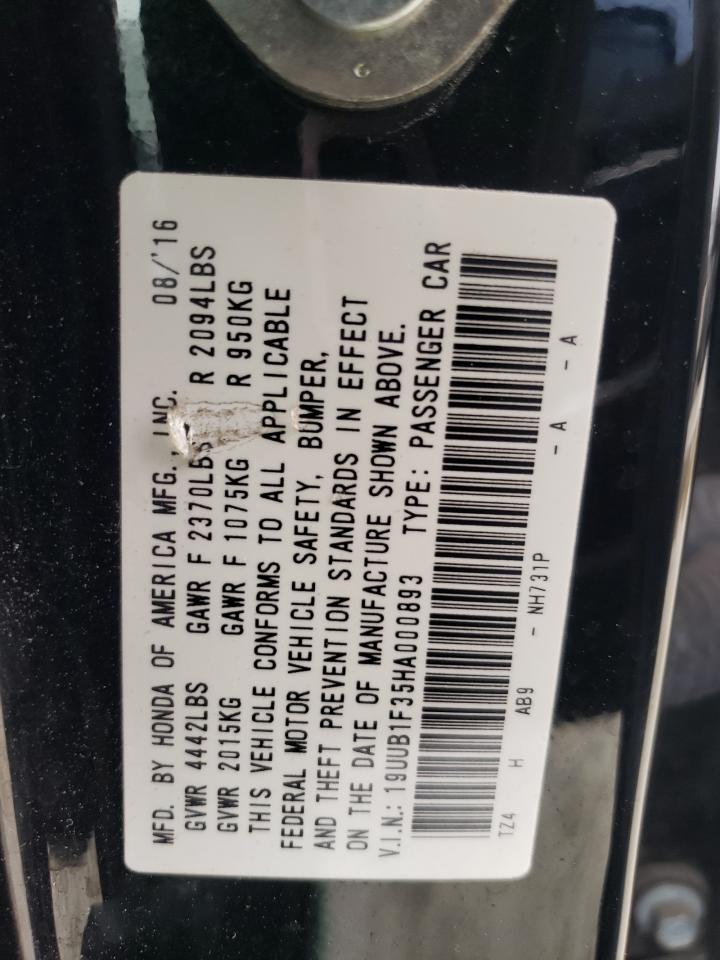 MFD. BY HONDA OF AMERICA MFG., INC. 08/'16
GVWR 4442LBS GAWR F 2370LBS R 2094LBS
GVWR 2015KG GAWR F 1075KG R 950KG
THIS VEHICLE CONFORMS TO ALL APPLICABLE
FEDERAL MOTOR VEHICLE SAFETY, BUMPER,
AND THEFT PREVENTION STANDARDS IN EFFECT
ON THE DATE OF MANUFACTURE SHOWN ABOVE.
V.I.N.: 19UUB1F35HA000893 TYPE: PASSENGER CAR
TZ4 H AB9 - NH731P - A - A